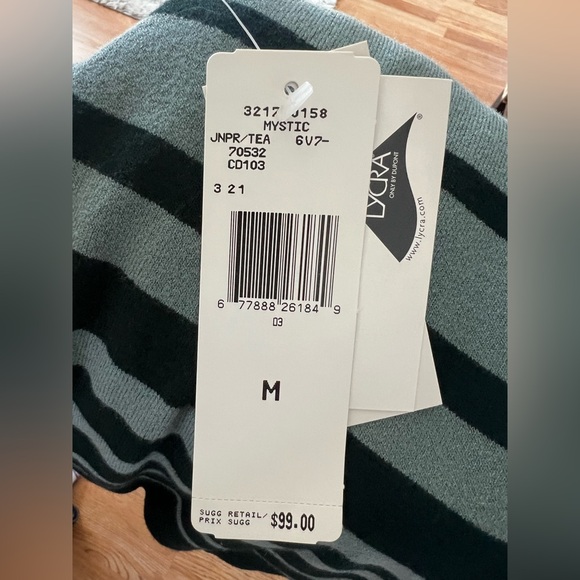 3217 J158
MYSTIC
JNPR/TEA 6V7-
70532
CD103
3 21
6 77888 26184 9
03
M
SUGG RETAIL/
PRIX SUGG $99.00
LYCRA
ONLY BY DUPONT
®
www.lycra.com